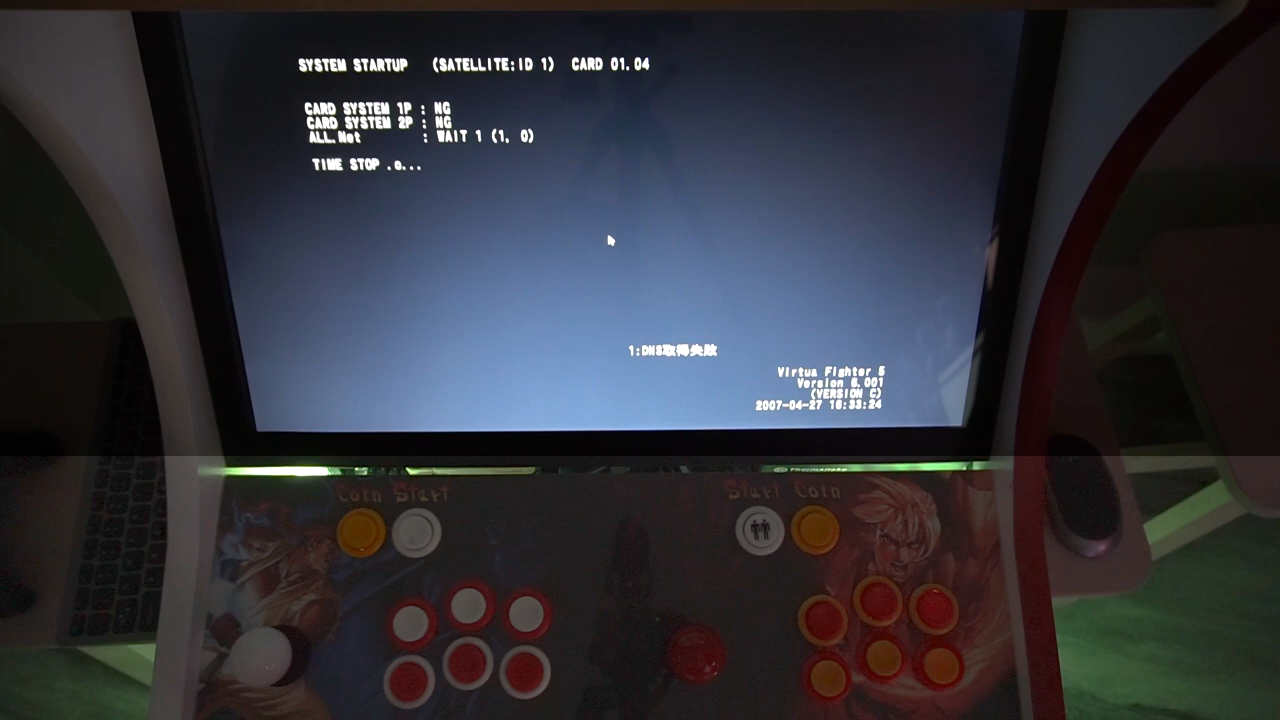 SYSTEM STARTUP (SATELLITE:ID 1) CARD 01.04
CARD SYSTEM 1P : NG
CARD SYSTEM 2P : NG
ALL.Net : WAIT 1 (1, 0)
TIME STOP .o...
1:DNS取得失敗
Virtua Fighter 5
Version 6.001
(VERSION C)
2007-04-27 16:33:24
Thermaltake
Coin Start
Start Coin